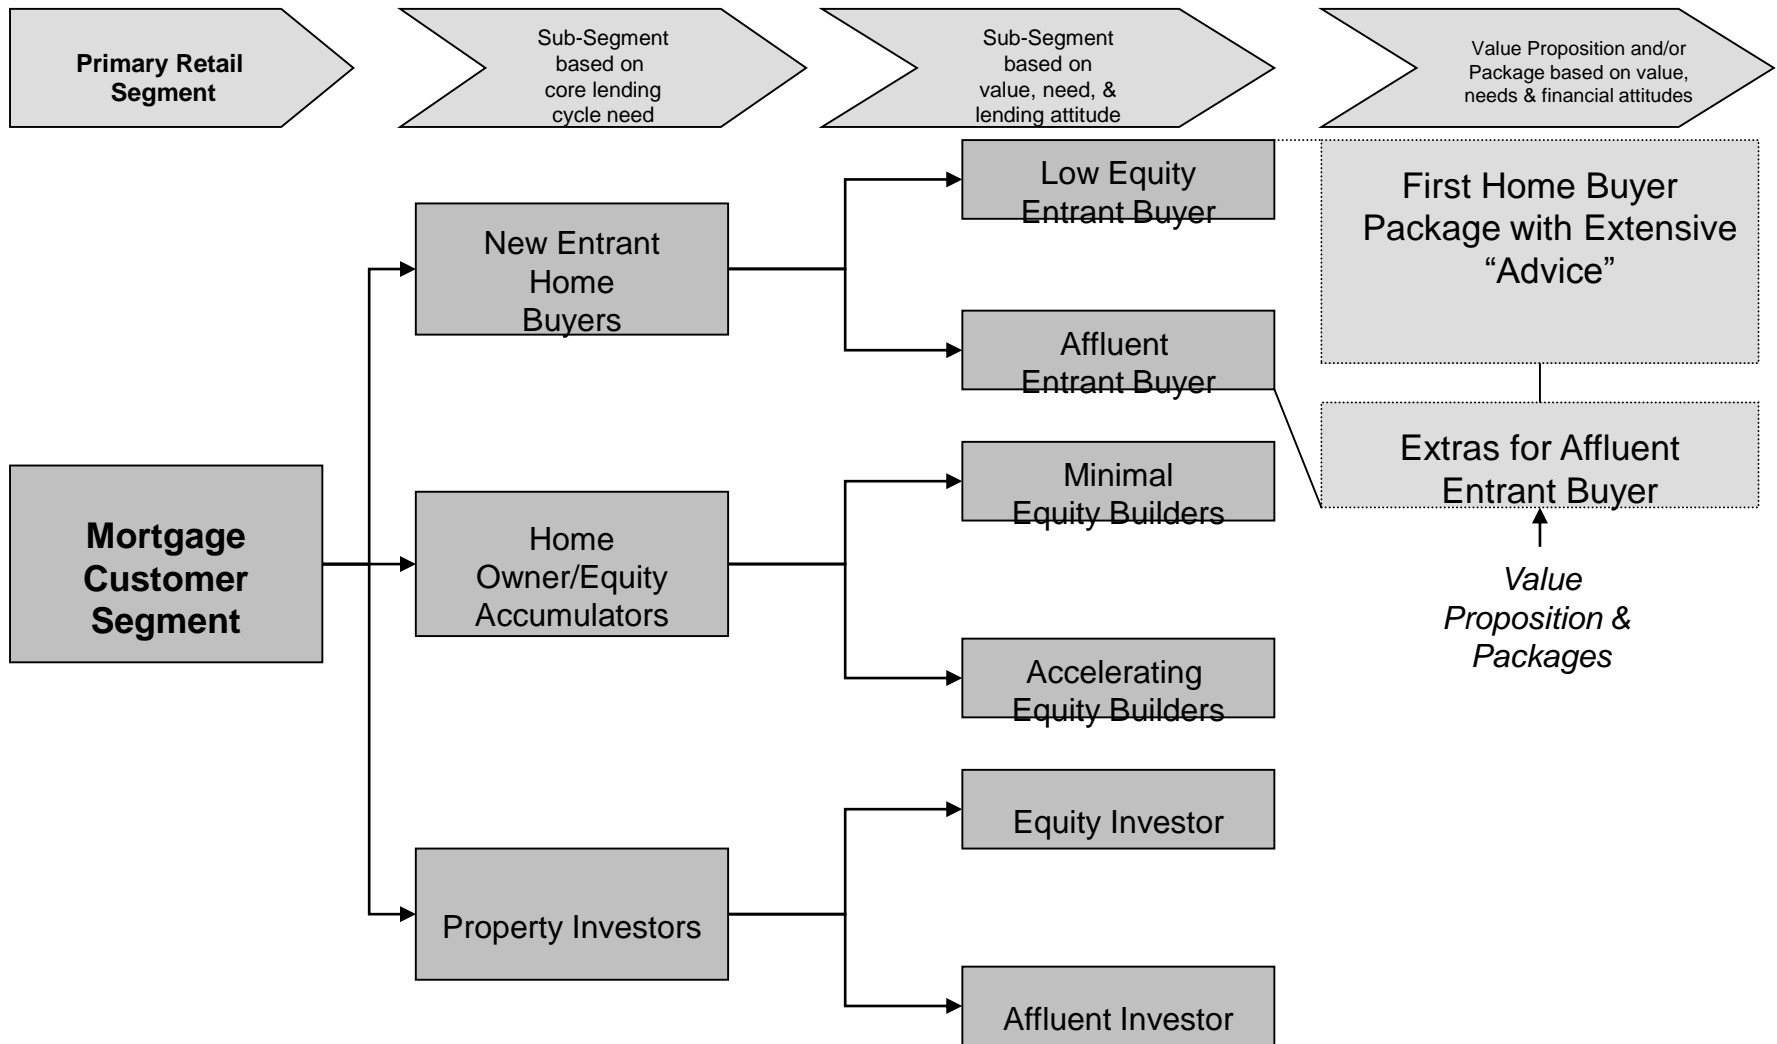 Primary Retail
Segment
Sub-Segment
based on
core lending
cycle need
Sub-Segment
based on
value, need, &
lending attitude
Value Proposition and/or
Package based on value,
needs & financial attitudes
Low Equity
Entrant Buyer
First Home Buyer
Package with Extensive
“Advice”
New Entrant
Home
Buyers
Affluent
Entrant Buyer
Extras for Affluent
Entrant Buyer
Minimal
Equity Builders
Mortgage
Customer
Segment
Home
Owner/Equity
Accumulators
Value
Proposition &
Packages
Accelerating
Equity Builders
Equity Investor
Property Investors
Affluent Investor